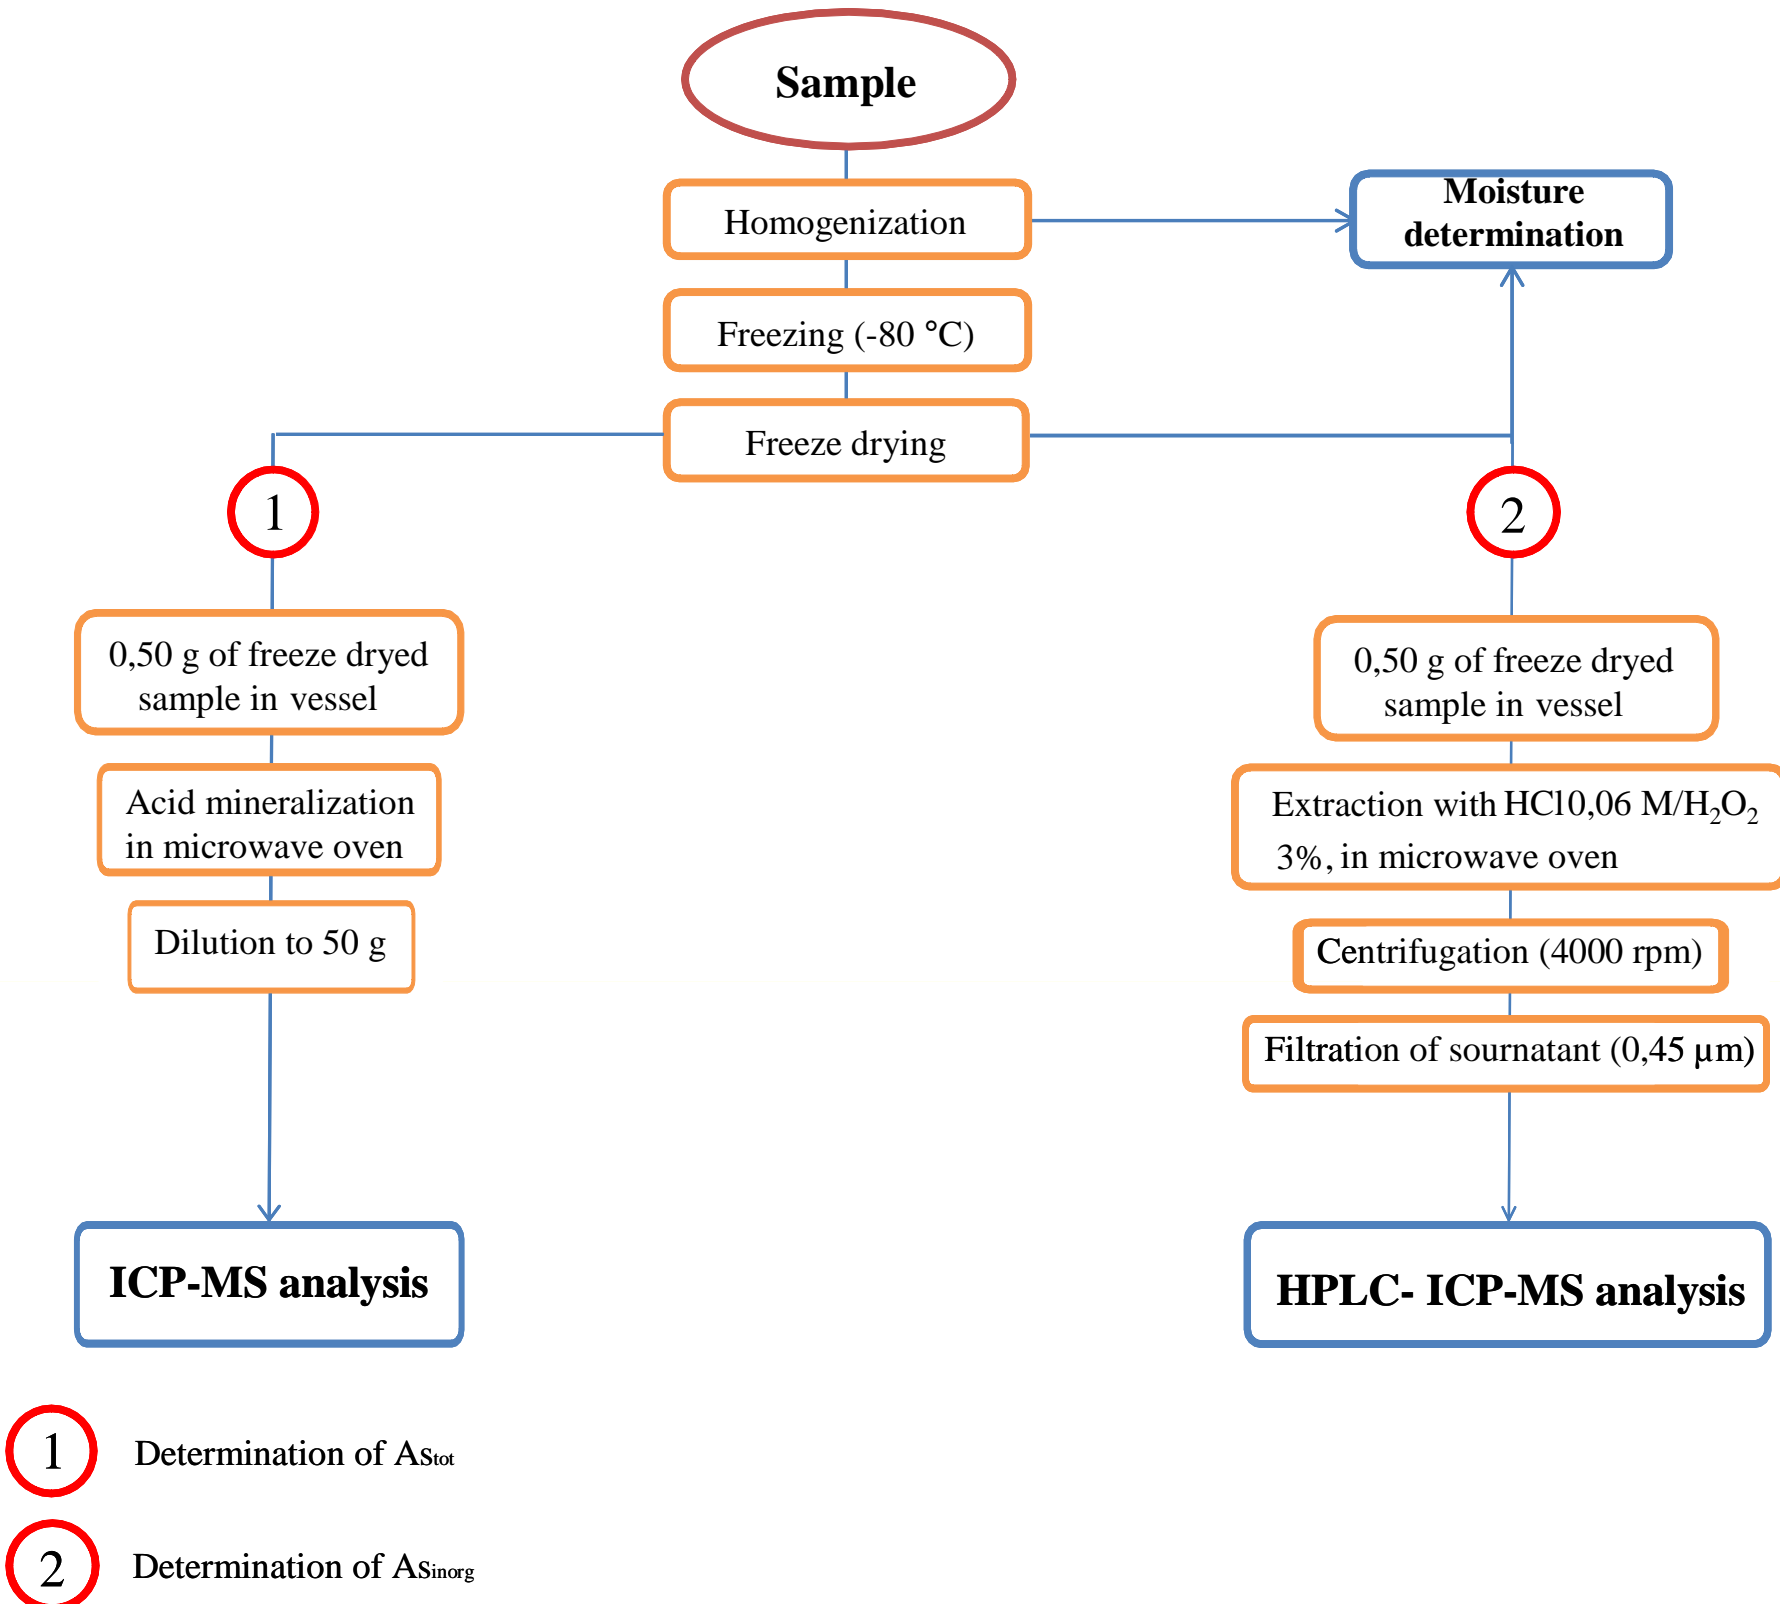 Sample
Homogenization
Moisture
determination
Freezing (-80 °C)
Freeze drying
1
2
0,50 g of freeze dryed
sample in vessel
Acid mineralization
in microwave oven
Dilution to 50 g
ICP-MS analysis
0,50 g of freeze dryed
sample in vessel
Extraction with HCl0,06 M/H₂O₂
3%, in microwave oven
Centrifugation (4000 rpm)
Filtration of sournatant (0,45 µm)
HPLC- ICP-MS analysis
1 Determination of Astot
2 Determination of Asinorg